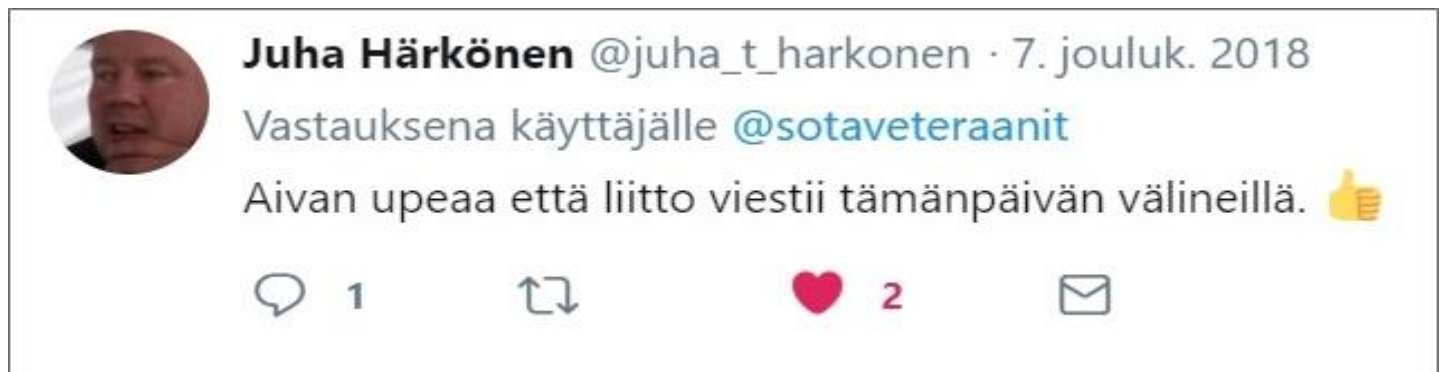 Juha Härkönen @juha_t_harkonen · 7. jouluk. 2018
Vastauksena käyttäjälle @sotaveteraanit
Aivan upeaa että liitto viestii tämänpäivän välineillä. 👍
1 2